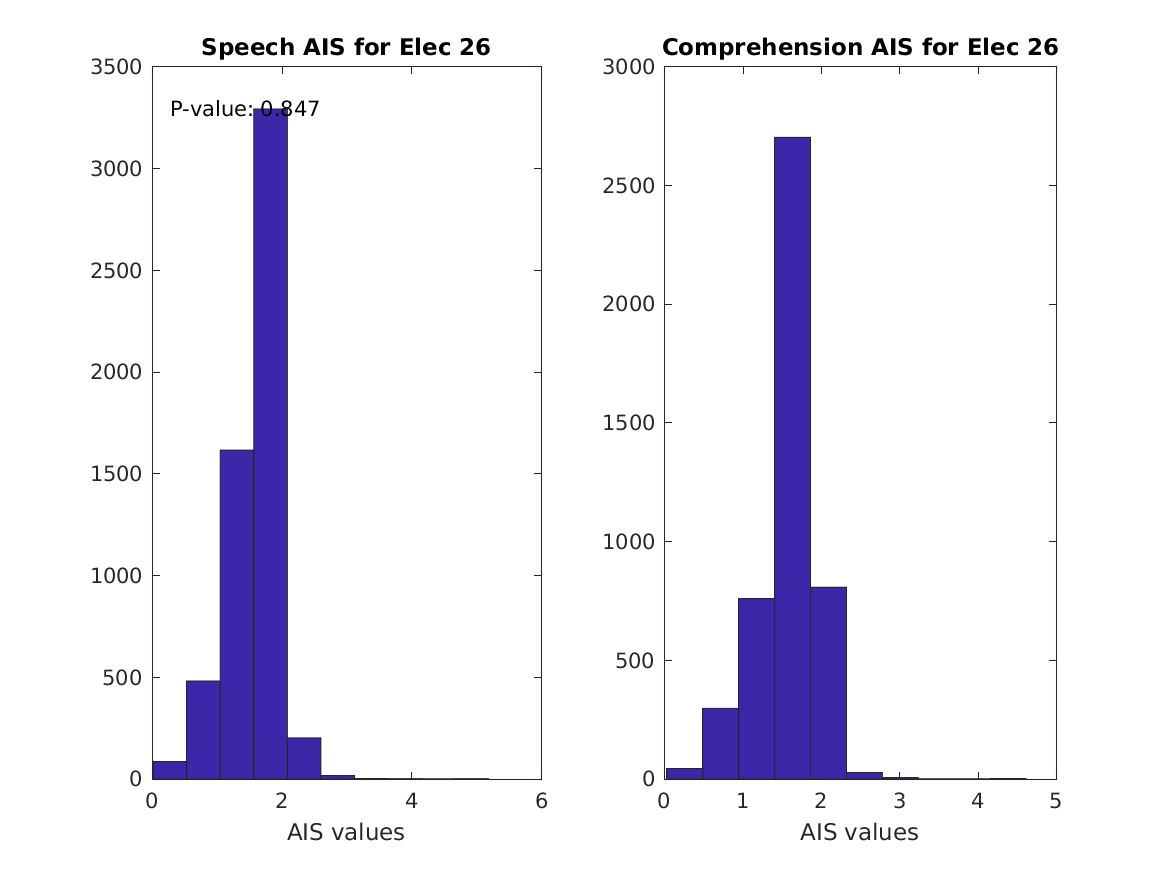 Speech AIS for Elec 26
3500
3000
2500
2000
1500
1000
500
0
P-value: 0.847
0 2 4 6
AIS values
Comprehension AIS for Elec 26
3000
2500
2000
1500
1000
500
0
0 1 2 3 4 5
AIS values